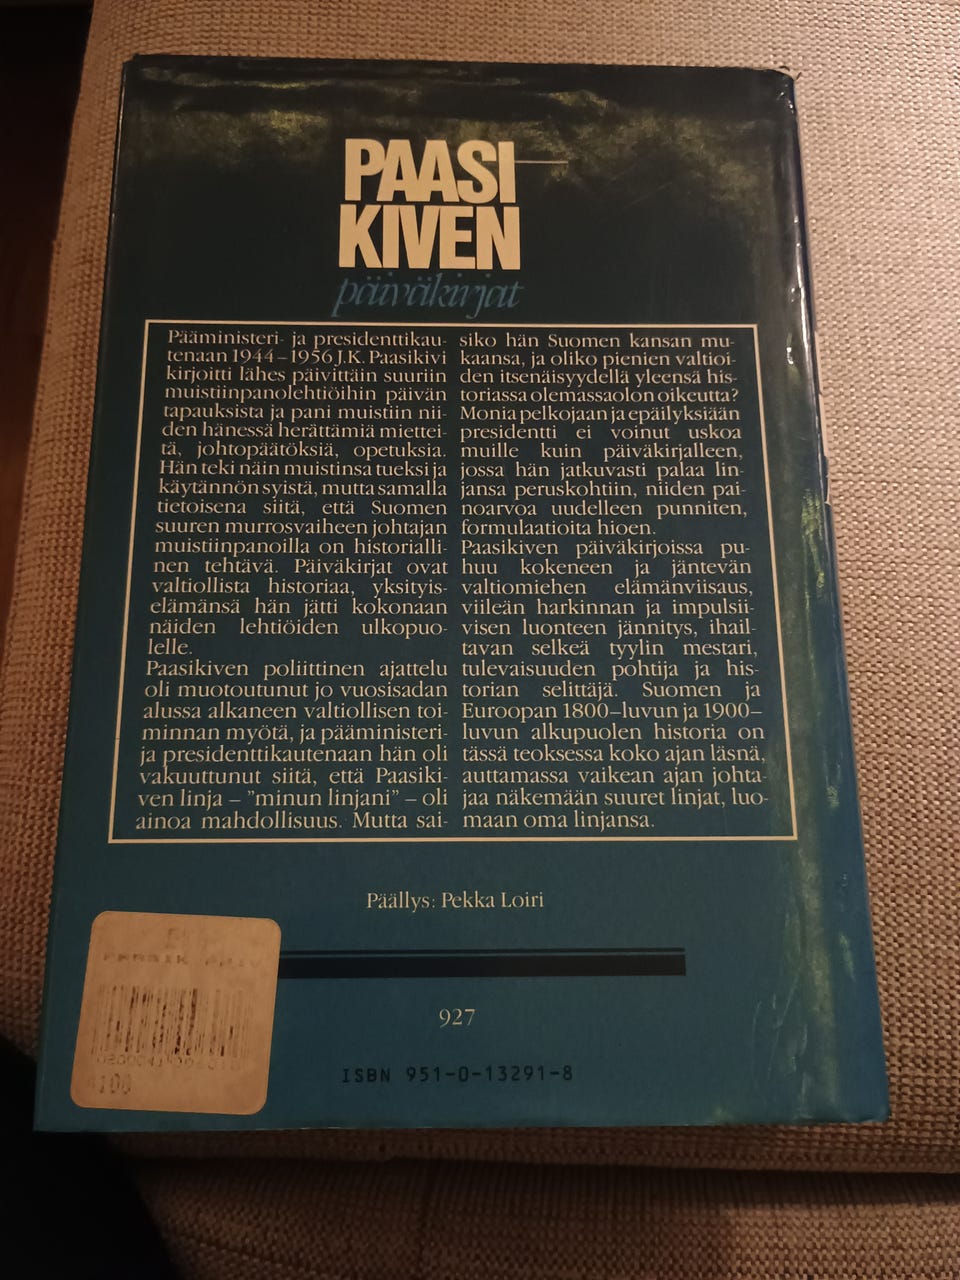 PAASI
KIVEN
päiväkirjat
Pääministeri- ja presidenttikau-
tenaan 1944–1956 J.K. Paasikivi
kirjoitti lähes päivittäin suuriin
muistiinpanolehtiöihin päivän
tapauksista ja pani muistiin nii-
den hänessä herättämiä miettei-
tä, johtopäätöksiä, opetuksia.
Hän teki näin muistinsa tueksi ja
käytännön syistä, mutta samalla
tietoisena siitä, että Suomen
suuren murrosvaiheen johtajan
muistiinpanoilla on historialli-
nen tehtävä. Päiväkirjat ovat
valtiollista historiaa, yksityis-
elämänsä hän jätti kokonaan
näiden lehtiöiden ulkopuo-
lelle.
Paasikiven poliittinen ajattelu
oli muotoutunut jo vuosisadan
alussa alkaneen valtiollisen toi-
minnan myötä, ja pääministeri-
ja presidenttikautenaan hän oli
vakuuttunut siitä, että Paasiki-
ven linja – "minun linjani" – oli
ainoa mahdollisuus. Mutta sai-
siko hän Suomen kansan mu-
kaansa, ja oliko pienien valtioi-
den itsenäisyydellä yleensä his-
toriassa olemassaolon oikeutta?
Monia pelkojaan ja epäilyksiään
presidentti ei voinut uskoa
muille kuin päiväkirjalleen,
jossa hän jatkuvasti palaa lin-
jansa peruskohtiin, niiden pai-
noarvoa uudelleen punniten,
formulaatioita hioen.
Paasikiven päiväkirjoissa pu-
huu kokeneen ja jäntevän
valtiomiehen elämänviisaus,
viileän harkinnan ja impulsii-
visen luonteen jännitys, ihail-
tavan selkeä tyylin mestari,
tulevaisuuden pohtija ja his-
torian selittäjä. Suomen ja
Euroopan 1800–luvun ja 1900–
luvun alkupuolen historia on
tässä teoksessa koko ajan läsnä,
auttamassa vaikean ajan johta-
jaa näkemään suuret linjat, luo-
maan oma linjansa.
Päällys: Pekka Loiri
927
ISBN 951-0-13291-8